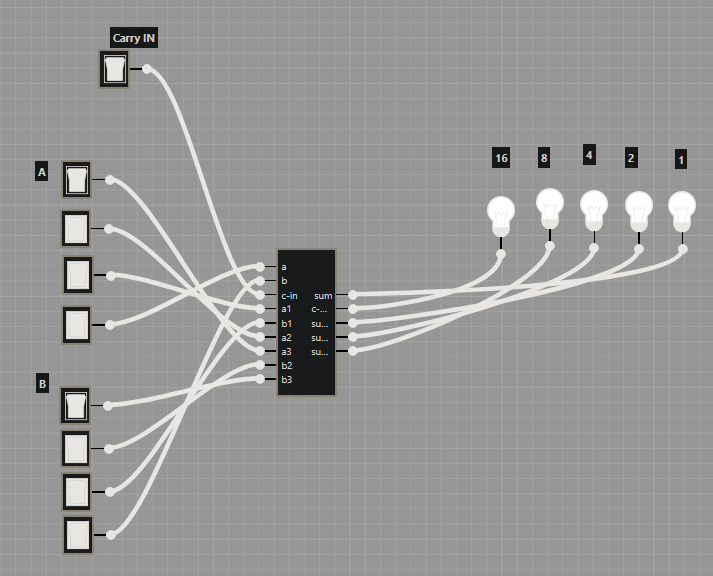 Carry IN
16 8 4 2 1
A
a
b
c-in sum
a1 c-...
b1 su...
a2 su...
a3 su...
b2
b3
B